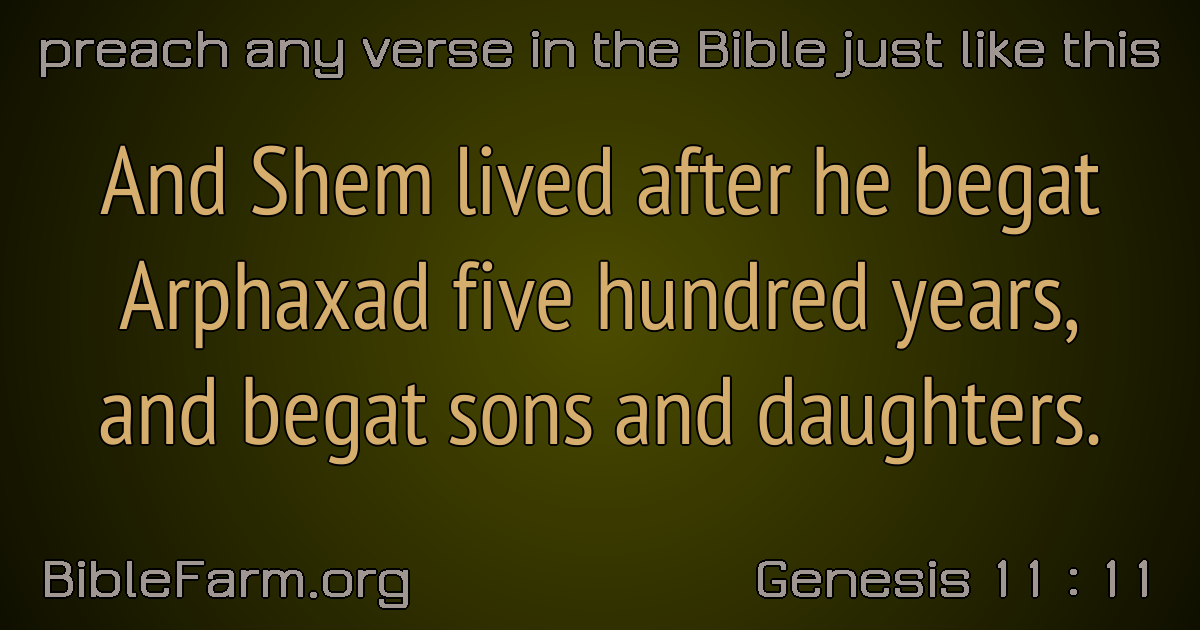 preach any verse in the Bible just like this
And Shem lived after he begat
Arphaxad five hundred years,
and begat sons and daughters.
BibleFarm.org
Genesis 11 : 11